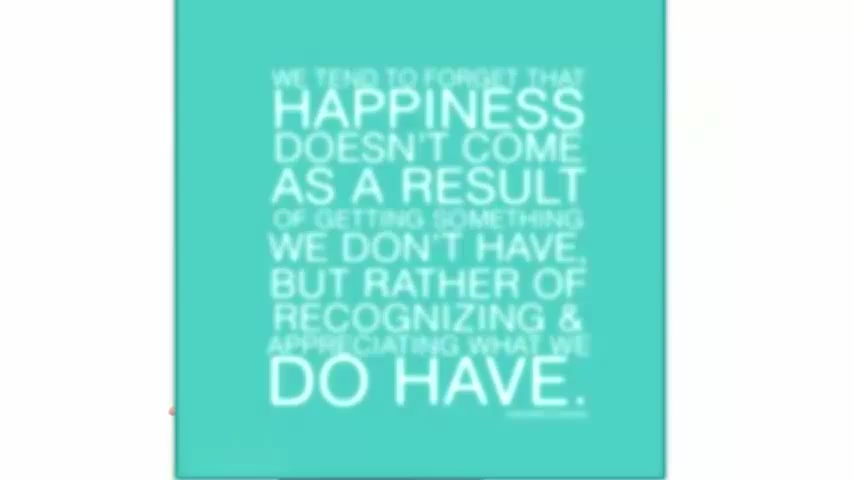 WE TEND TO FORGET THAT
HAPPINESS
DOESN'T COME
AS A RESULT
OF GETTING SOMETHING
WE DON'T HAVE,
BUT RATHER OF
RECOGNIZING &
APPRECIATING WHAT WE
DO HAVE.